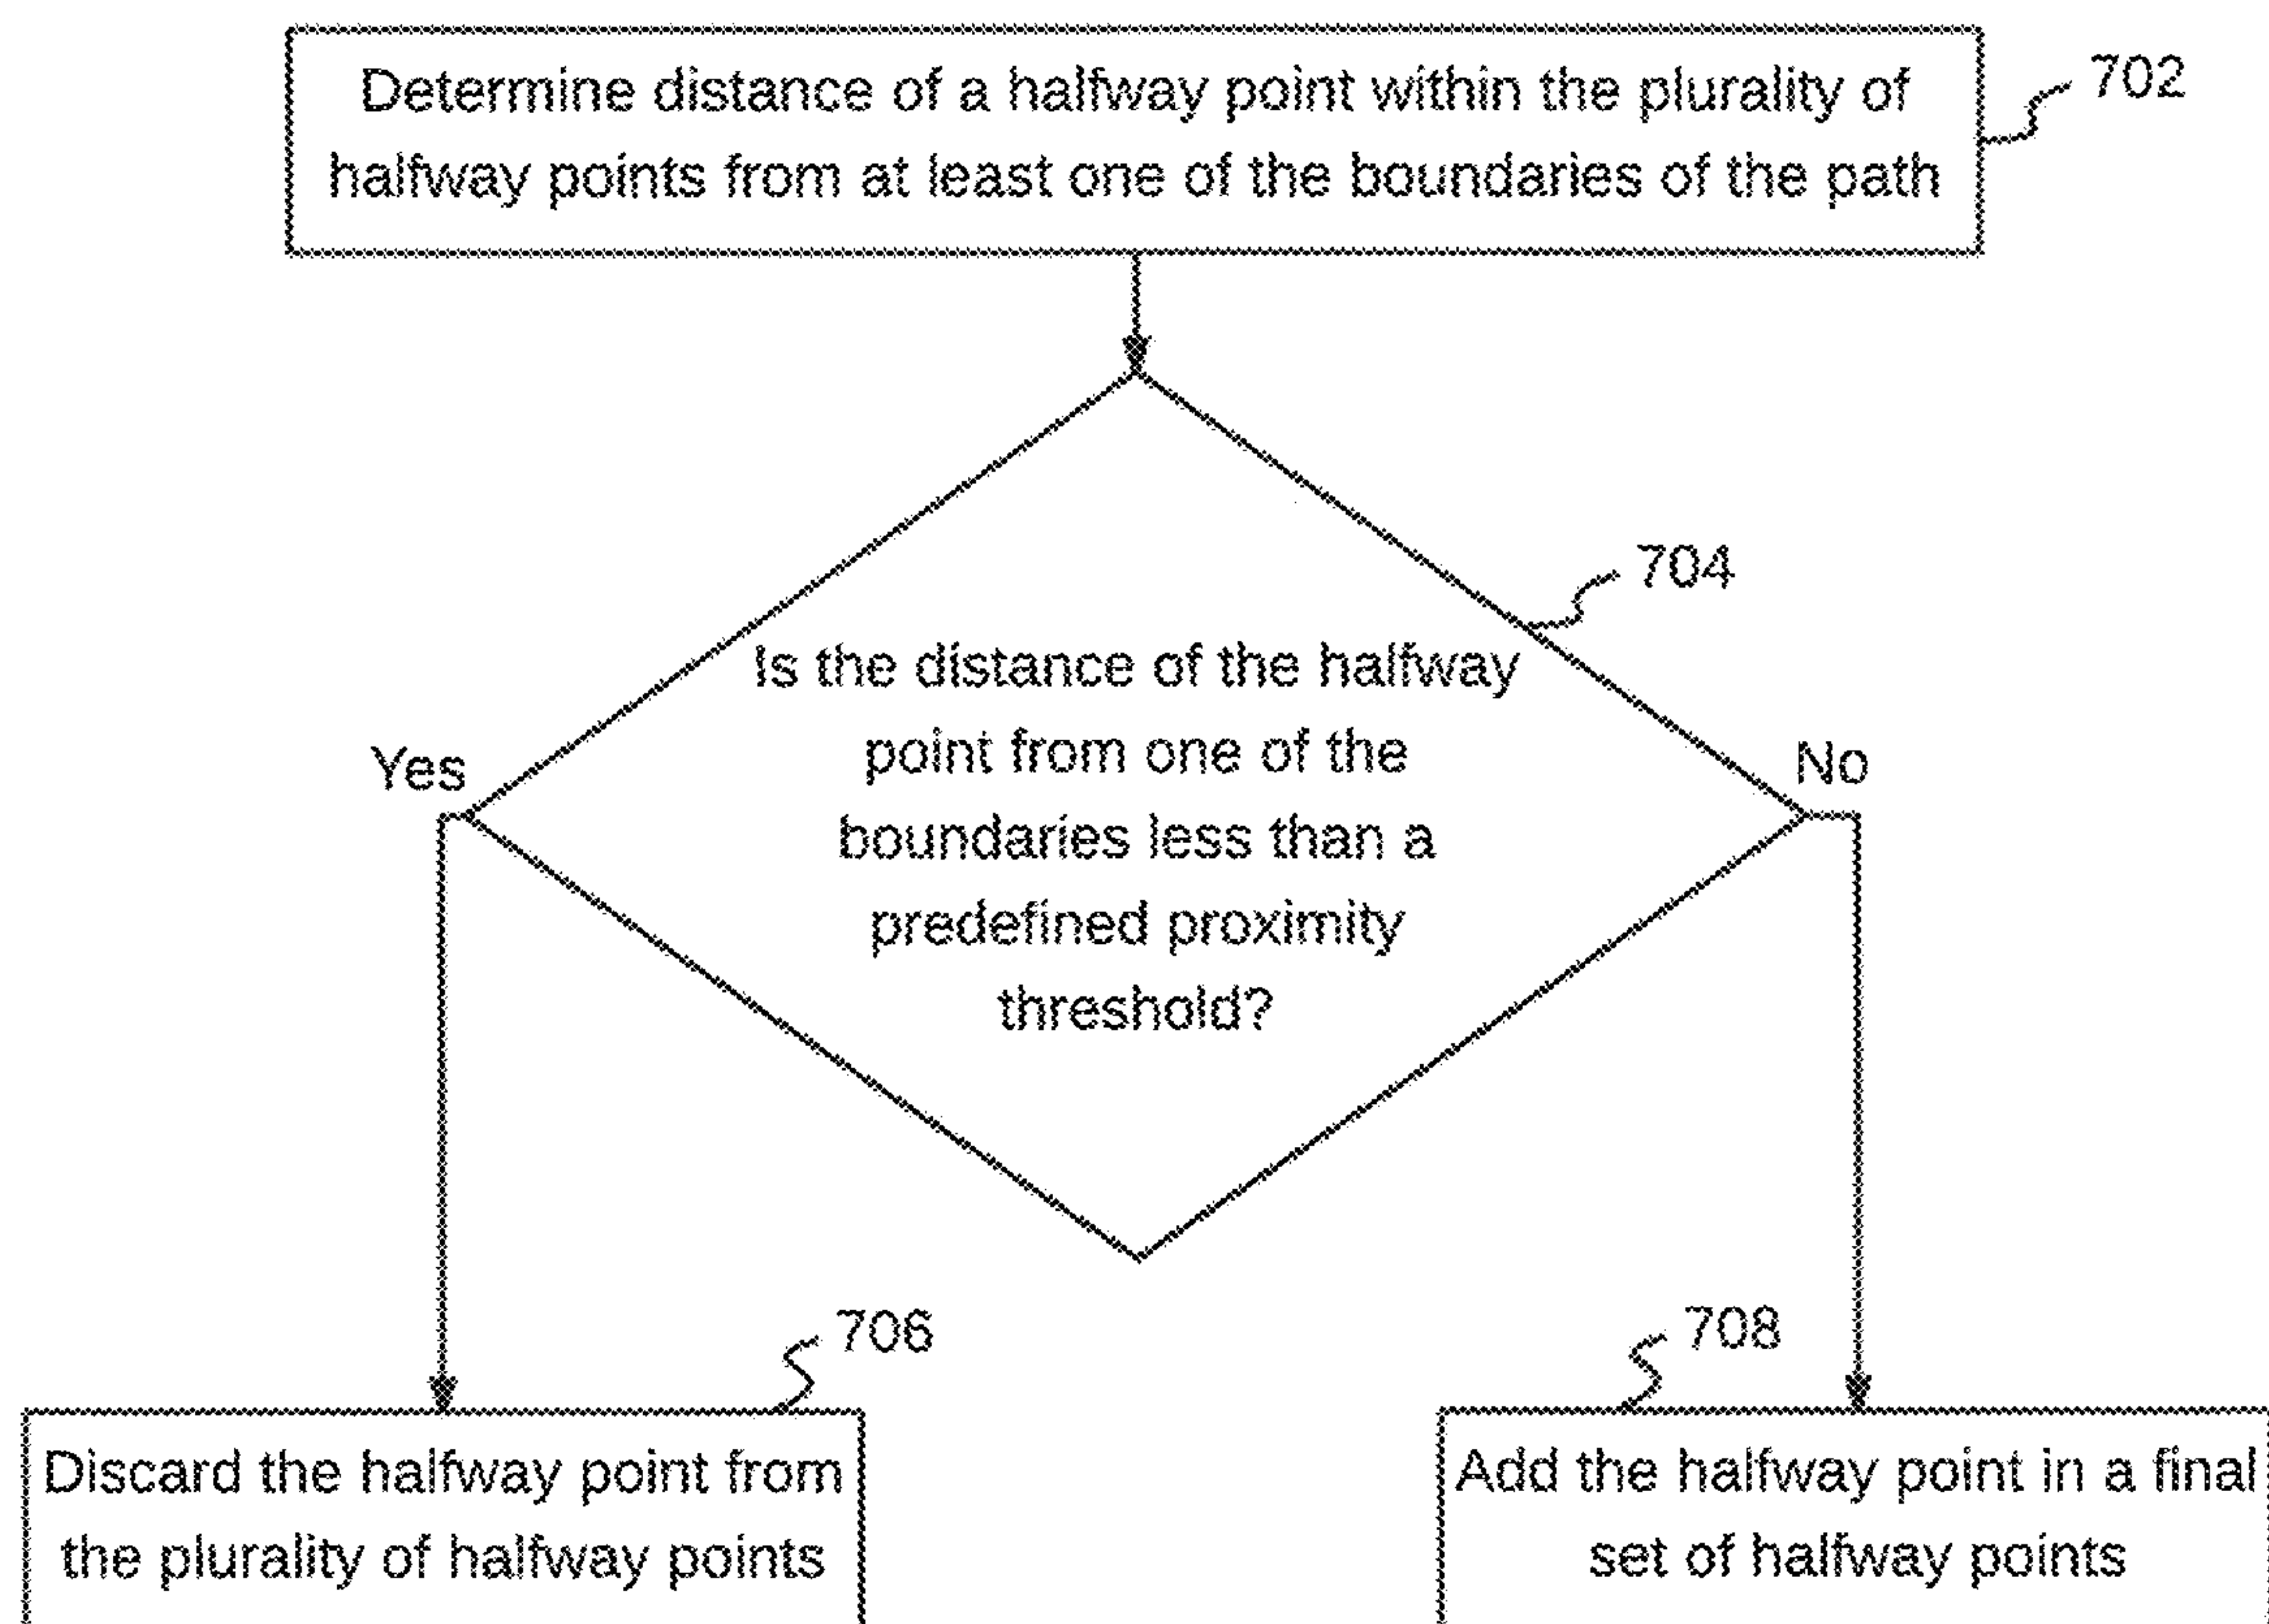 Determine distance of a halfway point within the plurality of
halfway points from at least one of the boundaries of the path
702
704
Is the distance of the halfway
point from one of the
boundaries less than a
predefined proximity
threshold?
Yes
No
706
708
Discard the halfway point from
the plurality of halfway points
Add the halfway point in a final
set of halfway points